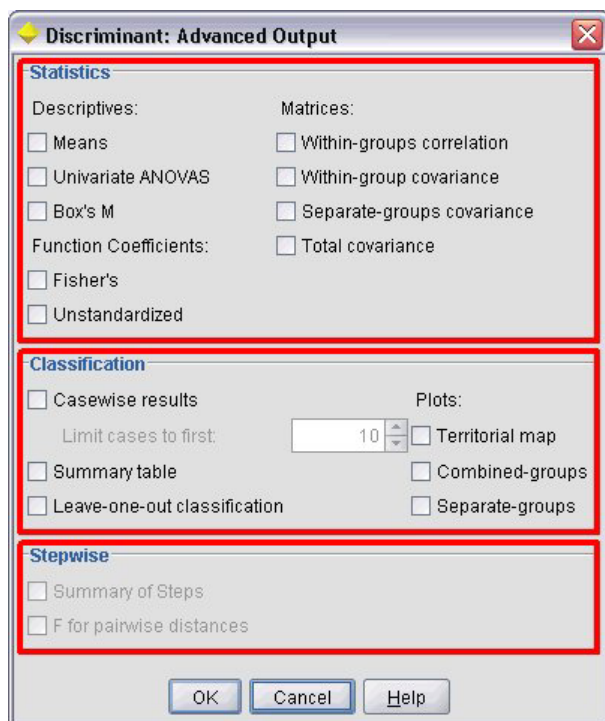 Discriminant: Advanced Output
Statistics
Descriptives:
Means
Univariate ANOVAS
Box's M
Function Coefficients:
Fisher's
Unstandardized
Matrices:
Within-groups correlation
Within-group covariance
Separate-groups covariance
Total covariance
Classification
Casewise results
Limit cases to first: 10
Summary table
Leave-one-out classification
Plots:
Territorial map
Combined-groups
Separate-groups
Stepwise
Summary of Steps
F for pairwise distances
OK Cancel Help